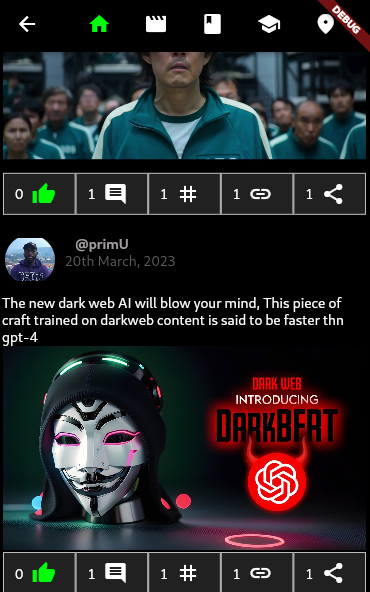 DEBUG
0 1 1 1 1
@primU
20th March, 2023
The new dark web AI will blow your mind, This piece of
craft trained on darkweb content is said to be faster thn
gpt-4
DARK WEB
INTRODUCING
DARKBERT
0 1 1 1 1